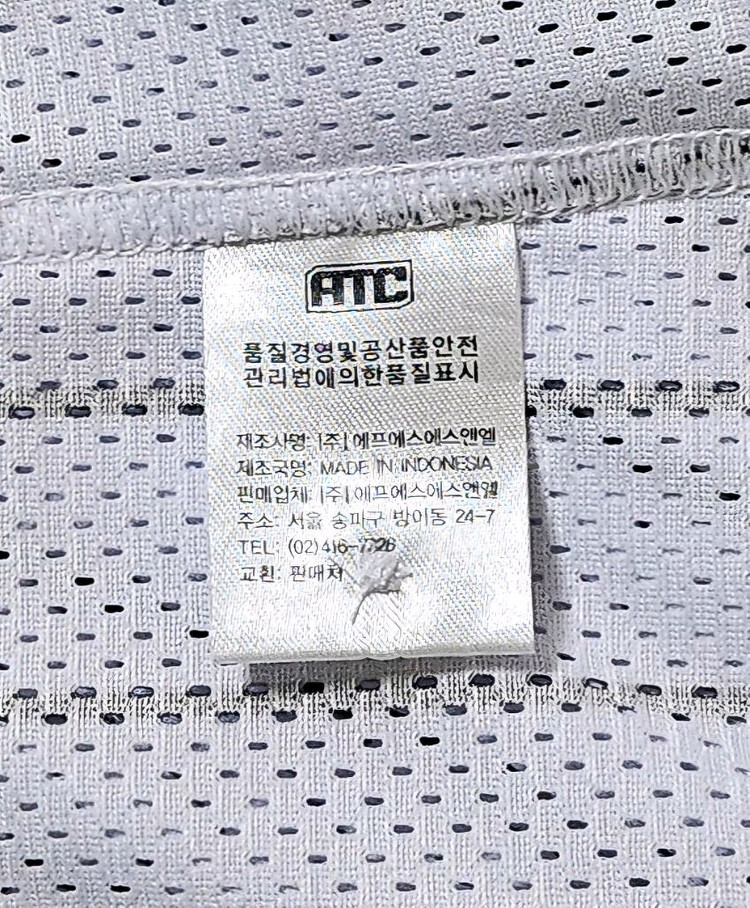 ATC
품질경영및공산품안전
관리법에의한품질표시
제조사명: (주)에프에스에스앤엘
제조국명: MADE IN INDONESIA
판매업체: (주)에프에스에스앤엘
주소: 서울 송파구 방이동 24-7
TEL: (02)416-7726
교환: 판매처